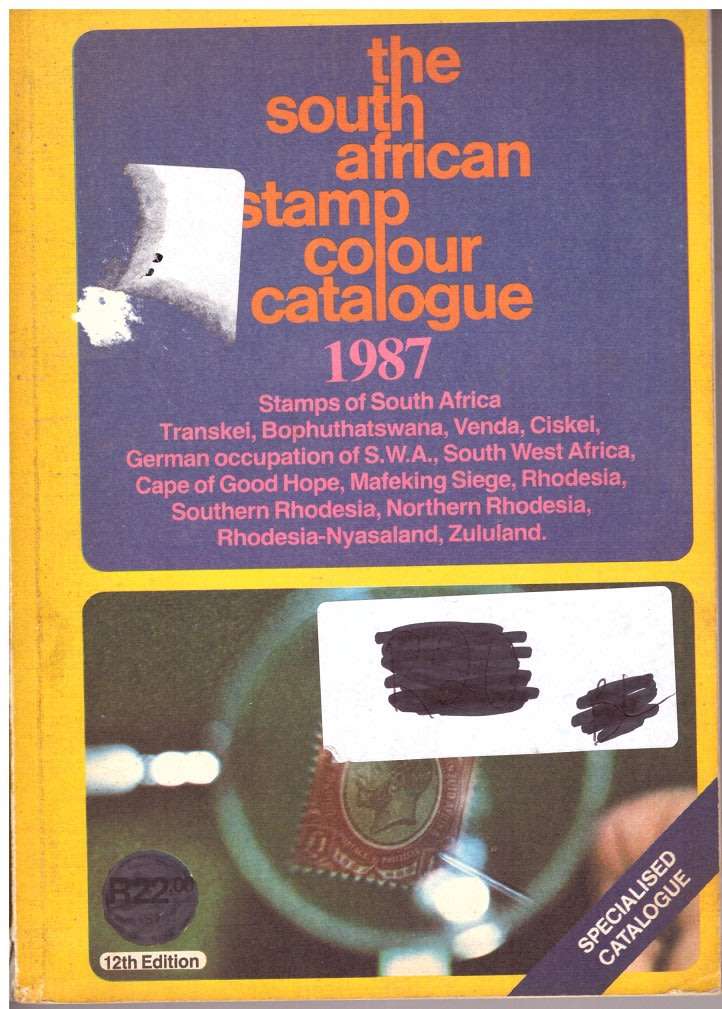 the
south
african
stamp
colour
catalogue
1987
Stamps of South Africa
Transkei, Bophuthatswana, Venda, Ciskei,
German occupation of S.W.A., South West Africa,
Cape of Good Hope, Mafeking Siege, Rhodesia,
Southern Rhodesia, Northern Rhodesia,
Rhodesia-Nyasaland, Zululand.
R22.00
12th Edition
SPECIALISED
CATALOGUE